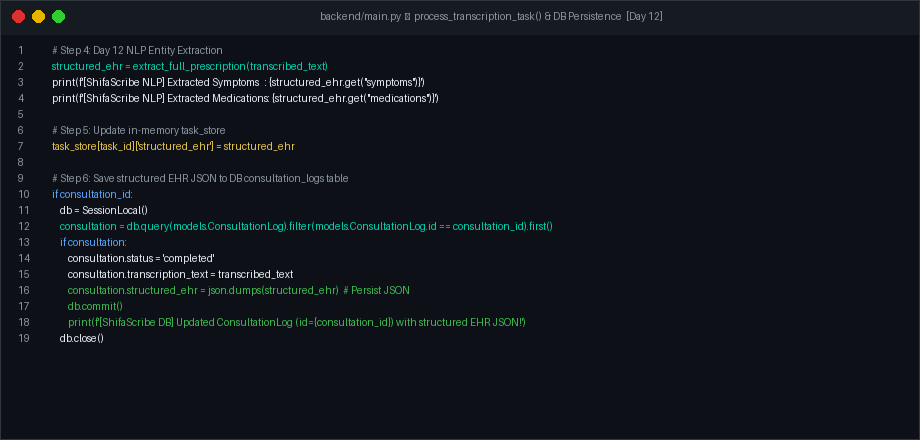 backend/main.py ▯ process_transcription_task() & DB Persistence [Day 12]
1 # Step 4: Day 12 NLP Entity Extraction
2 structured_ehr = extract_full_prescription(transcribed_text)
3 print(f'[ShifaScribe NLP] Extracted Symptoms : {structured_ehr.get("symptoms")}')
4 print(f'[ShifaScribe NLP] Extracted Medications: {structured_ehr.get("medications")}')
5
6 # Step 5: Update in-memory task_store
7 task_store[task_id]['structured_ehr'] = structured_ehr
8
9 # Step 6: Save structured EHR JSON to DB consultation_logs table
10 if consultation_id:
11 db = SessionLocal()
12 consultation = db.query(models.ConsultationLog).filter(models.ConsultationLog.id == consultation_id).first()
13 if consultation:
14 consultation.status = 'completed'
15 consultation.transcription_text = transcribed_text
16 consultation.structured_ehr = json.dumps(structured_ehr) # Persist JSON
17 db.commit()
18 print(f'[ShifaScribe DB] Updated ConsultationLog (id={consultation_id}) with structured EHR JSON!')
19 db.close()